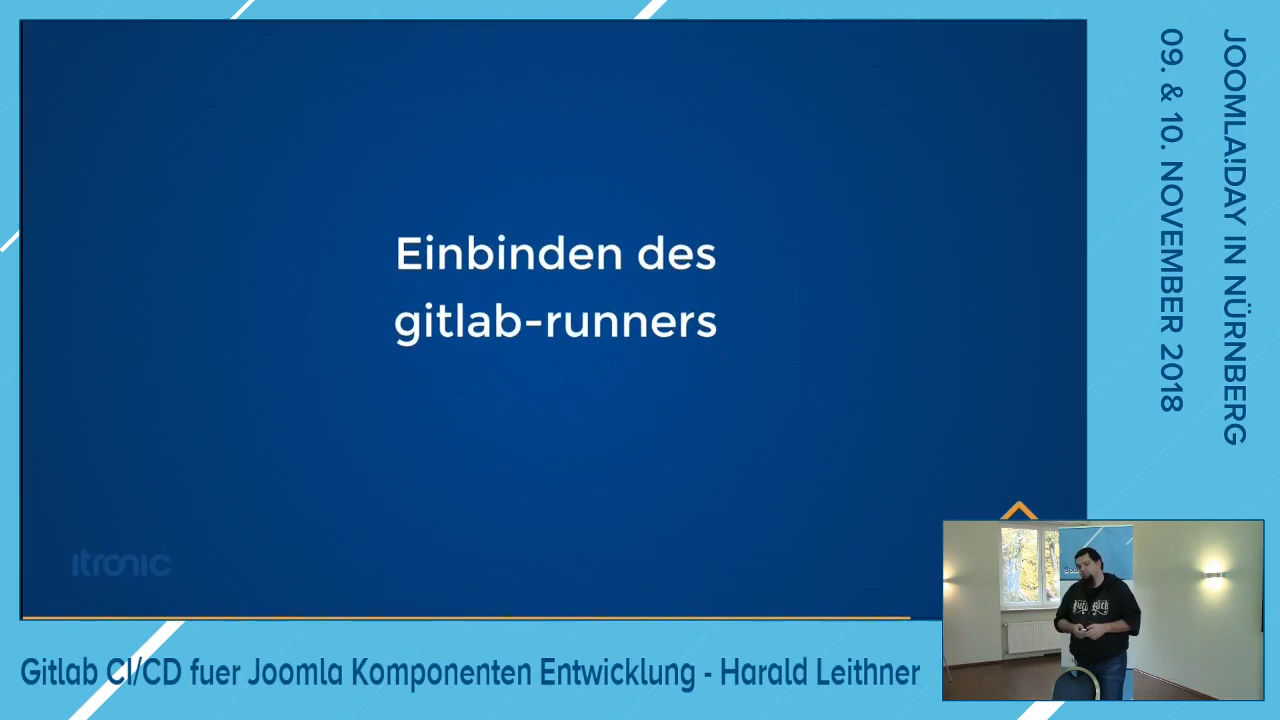 Einbinden des
gitlab-runners
itronic
Gitlab CI/CD fuer Joomla Komponenten Entwicklung - Harald Leithner
JOOMLA!DAY IN NÜRNBERG
09. & 10. NOVEMBER 2018